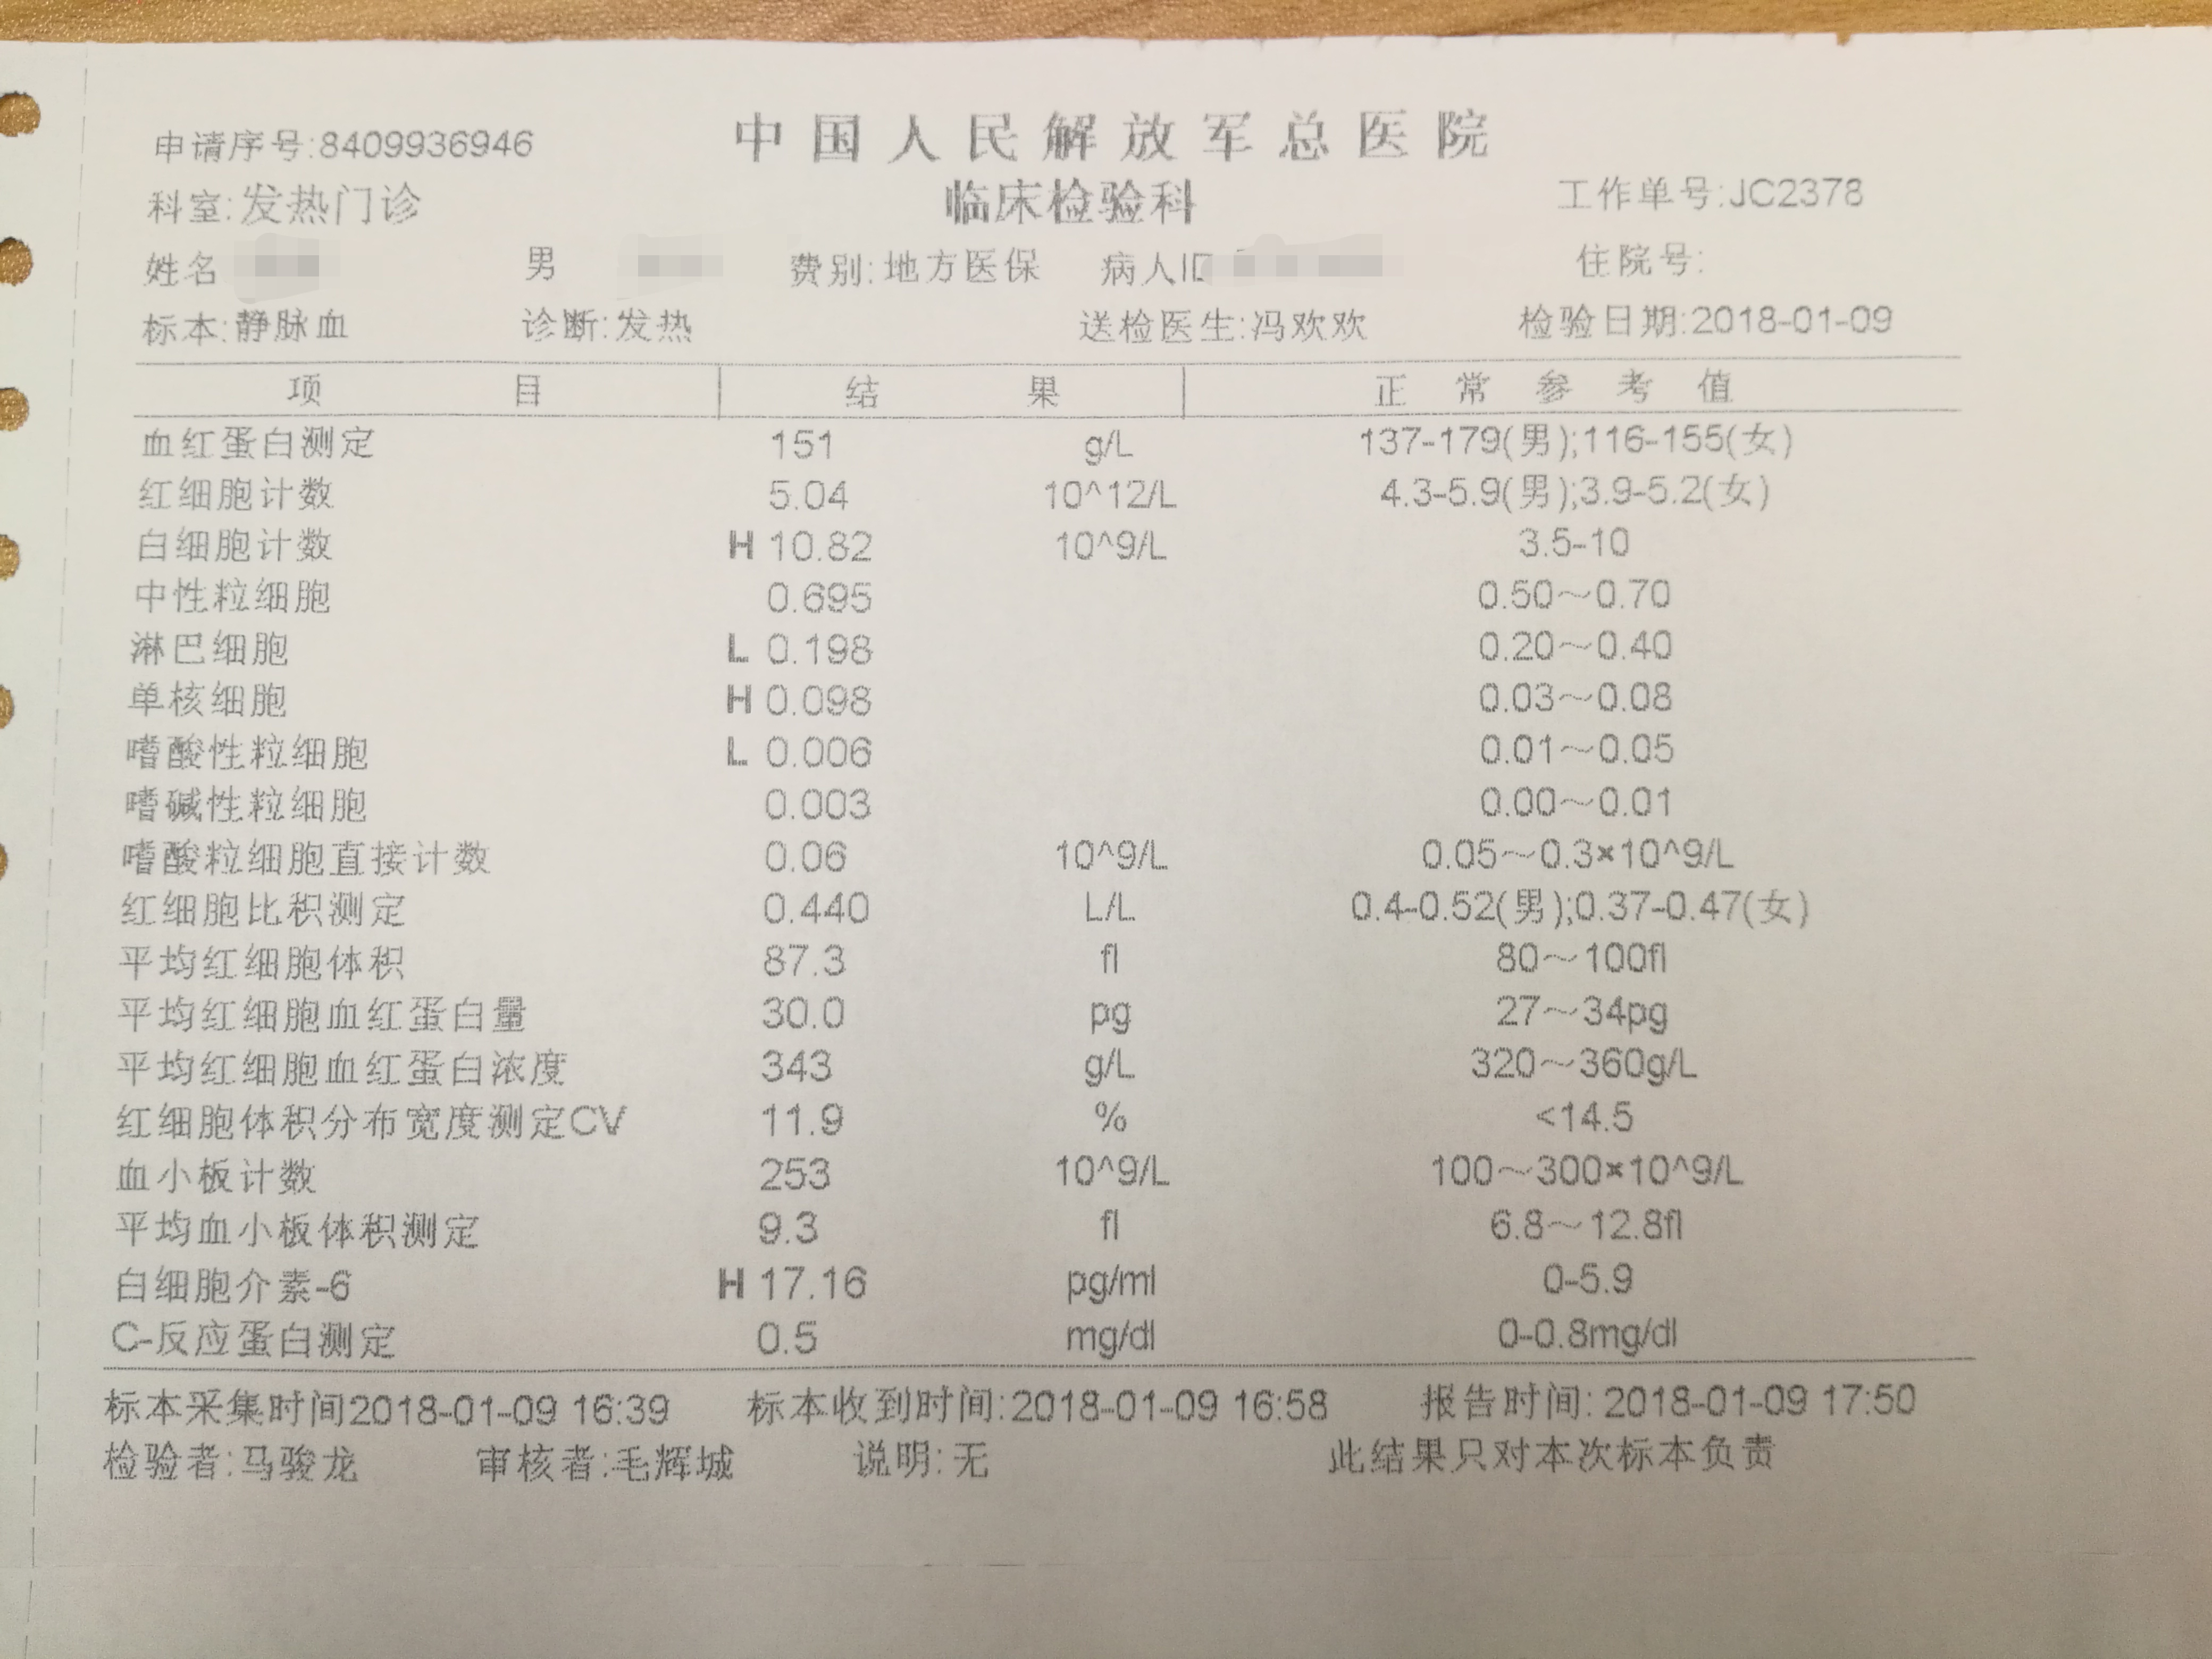 申请序号:8409936946 中国人民解放军总医院
科室:发热门诊 临床检验科 工作单号:JC2378
姓名 男 费别:地方医保 病人ID 住院号:
标本:静脉血 诊断:发热 送检医生:冯欢欢 检验日期:2018-01-09
项目 结果 正常参考值
血红蛋白测定 151 g/L 137-179(男);116-155(女)
红细胞计数 5.04 10^12/L 4.3-5.9(男);3.9-5.2(女)
白细胞计数 H 10.82 10^9/L 3.5-10
中性粒细胞 0.695 0.50～0.70
淋巴细胞 L 0.198 0.20～0.40
单核细胞 H 0.098 0.03～0.08
嗜酸性粒细胞 L 0.006 0.01～0.05
嗜碱性粒细胞 0.003 0.00～0.01
嗜酸粒细胞直接计数 0.06 10^9/L 0.05～0.3×10^9/L
红细胞比积测定 0.440 L/L 0.4-0.52(男);0.37-0.47(女)
平均红细胞体积 87.3 fl 80～100fl
平均红细胞血红蛋白量 30.0 pg 27～34pg
平均红细胞血红蛋白浓度 343 g/L 320～360g/L
红细胞体积分布宽度测定CV 11.9 % <14.5
血小板计数 253 10^9/L 100～300×10^9/L
平均血小板体积测定 9.3 fl 6.8～12.8fl
白细胞介素-6 H 17.16 pg/ml 0-5.9
C-反应蛋白测定 0.5 mg/dl 0-0.8mg/dl
标本采集时间2018-01-09 16:39 标本收到时间:2018-01-09 16:58 报告时间: 2018-01-09 17:50
检验者:马骏龙 审核者:毛辉城 说明:无 此结果只对本次标本负责